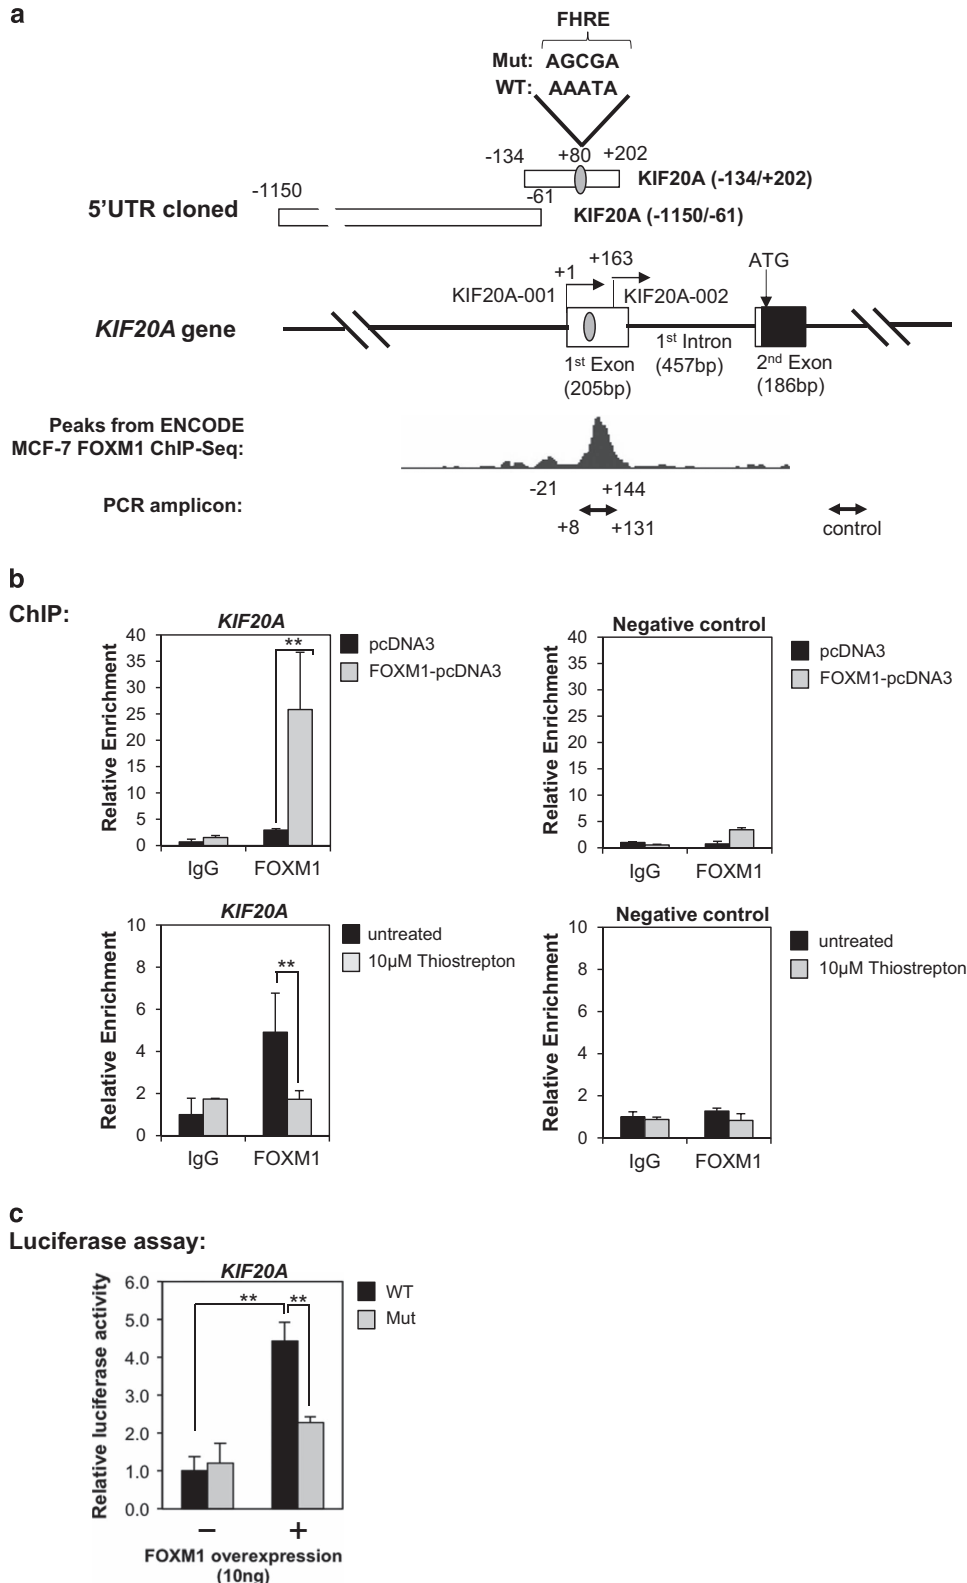 a
FHRE
Mut: AGCGA
WT: AAATA
-134 +80 +202
KIF20A (-134/+202)
-1150 -61
5'UTR cloned
KIF20A (-1150/-61)
+1 +163 ATG
KIF20A-001 KIF20A-002
KIF20A gene
1st Exon
(205bp)
1st Intron
(457bp)
2nd Exon
(186bp)
Peaks from ENCODE
MCF-7 FOXM1 ChIP-Seq:
-21 +144
PCR amplicon:
+8 +131
control
b
ChIP:
KIF20A
Relative Enrichment
40
35
30
25
20
15
10
5
0
**
pcDNA3
FOXM1-pcDNA3
IgG FOXM1
Negative control
Relative Enrichment
40
35
30
25
20
15
10
5
0
pcDNA3
FOXM1-pcDNA3
IgG FOXM1
KIF20A
Relative Enrichment
10
8
6
4
2
0
**
untreated
10µM Thiostrepton
IgG FOXM1
Negative control
Relative Enrichment
10
8
6
4
2
0
untreated
10µM Thiostrepton
IgG FOXM1
c
Luciferase assay:
KIF20A
Relative luciferase activity
6.0
5.0
4.0
3.0
2.0
1.0
0.0
** **
WT
Mut
− +
FOXM1 overexpression
(10ng)